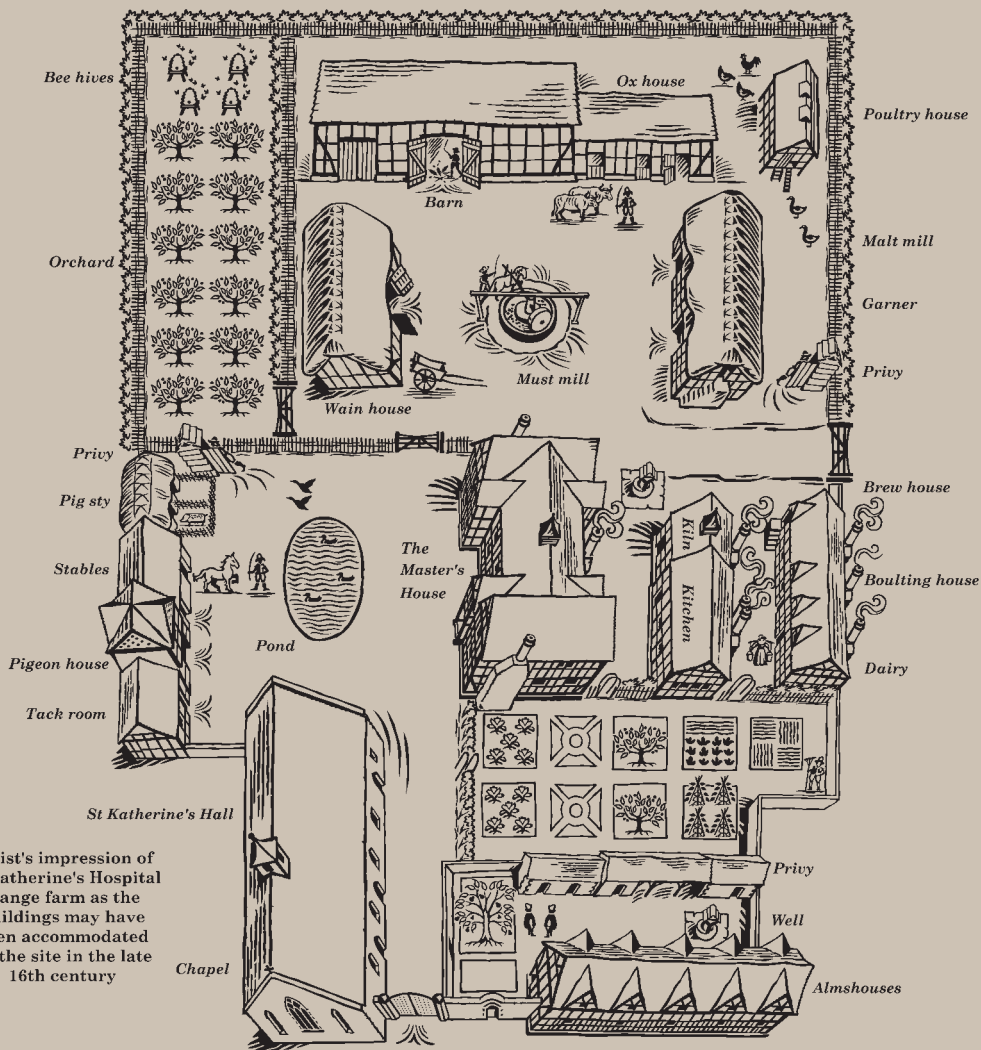 Bee hives
Ox house
Poultry house
Barn
Orchard
Malt mill
Garner
Must mill
Privy
Wain house
Privy
Pig sty
Brew house
The
Master's
House
Kiln
Kitchen
Stables
Boulting house
Pond
Pigeon house
Dairy
Tack room
St Katherine's Hall
ist's impression of
atherine's Hospital
ange farm as the
ildings may have
en accommodated
the site in the late
16th century
Privy
Well
Chapel
Almshouses